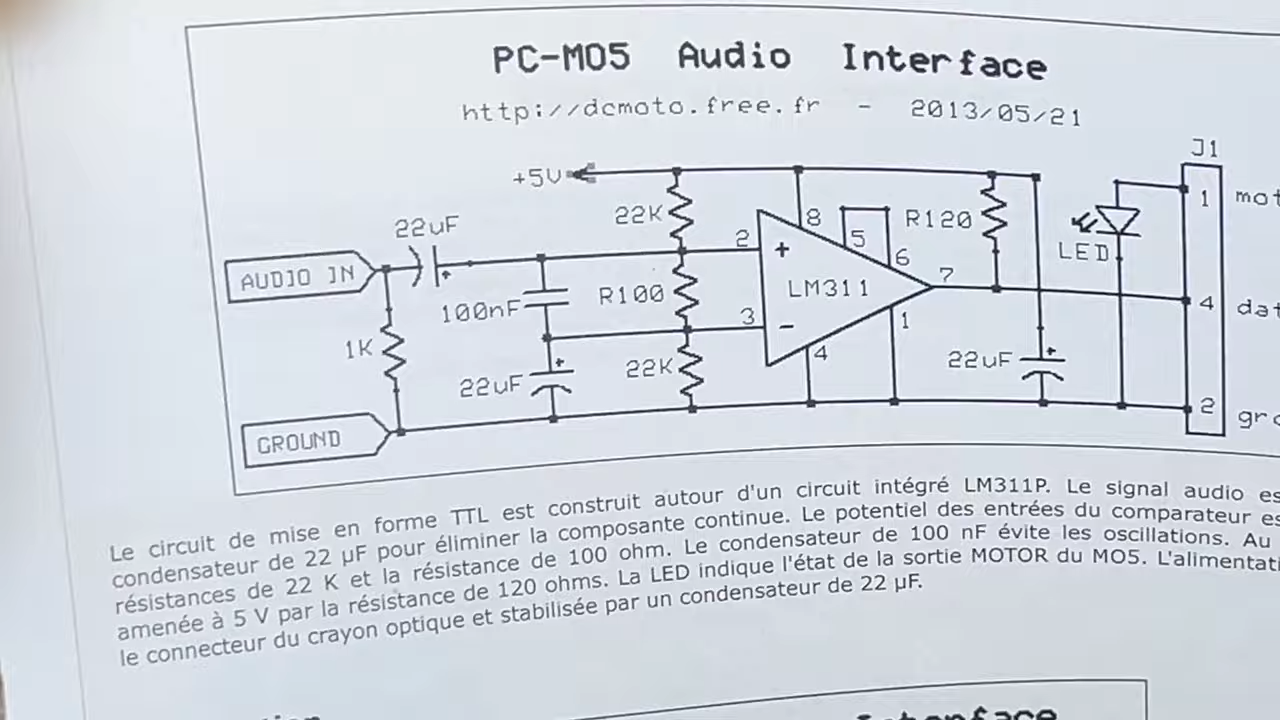 PC-MO5 Audio Interface
http://dcmoto.free.fr - 2013/05/21
J1
+5V
22K
8
5
6
R120
1
22uF
2
+
LED
AUDIO IN
R100
LM311
7
4
100nF
3
-
1
1K
22uF
22K
4
22uF
2
GROUND
Le circuit de mise en forme TTL est construit autour d'un circuit intégré LM311P. Le signal audio
condensateur de 22 µF pour éliminer la composante continue. Le potentiel des entrées du comparateur
résistances de 22 K et la résistance de 100 ohm. Le condensateur de 100 nF évite les oscillations. Au
amenée à 5 V par la résistance de 120 ohms. La LED indique l'état de la sortie MOTOR du MO5.
le connecteur du crayon optique et stabilisée par un condensateur de 22 µF.